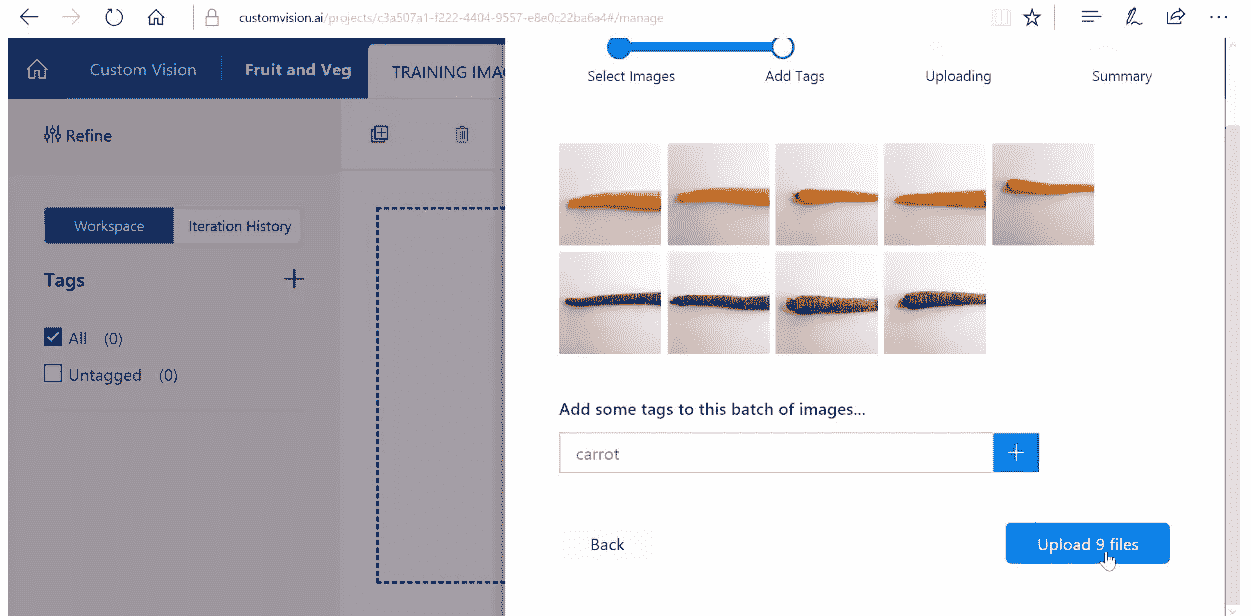 customvision.ai/projects/c3a507a1-f222-4404-9557-e8e0c22ba6a4#/manage
Custom Vision
Fruit and Veg
TRAINING IMA
Select Images
Add Tags
Uploading
Summary
Refine
Workspace
Iteration History
Tags
All (0)
Untagged (0)
Add some tags to this batch of images...
carrot
Back
Upload 9 files